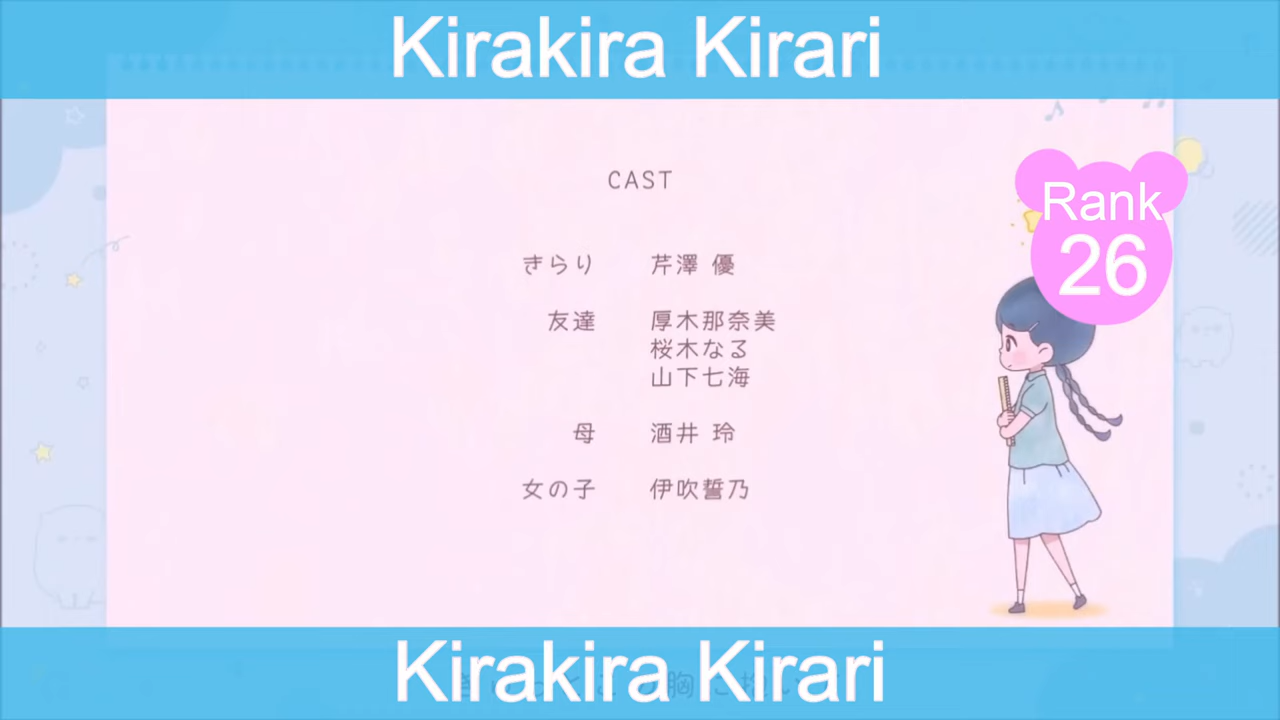 Kirakira Kirari
CAST
Rank
26
きらり 芹澤 優
友達 厚木那奈美
桜木なる
山下七海
母 酒井 玲
女の子 伊吹誓乃
Kirakira Kirari